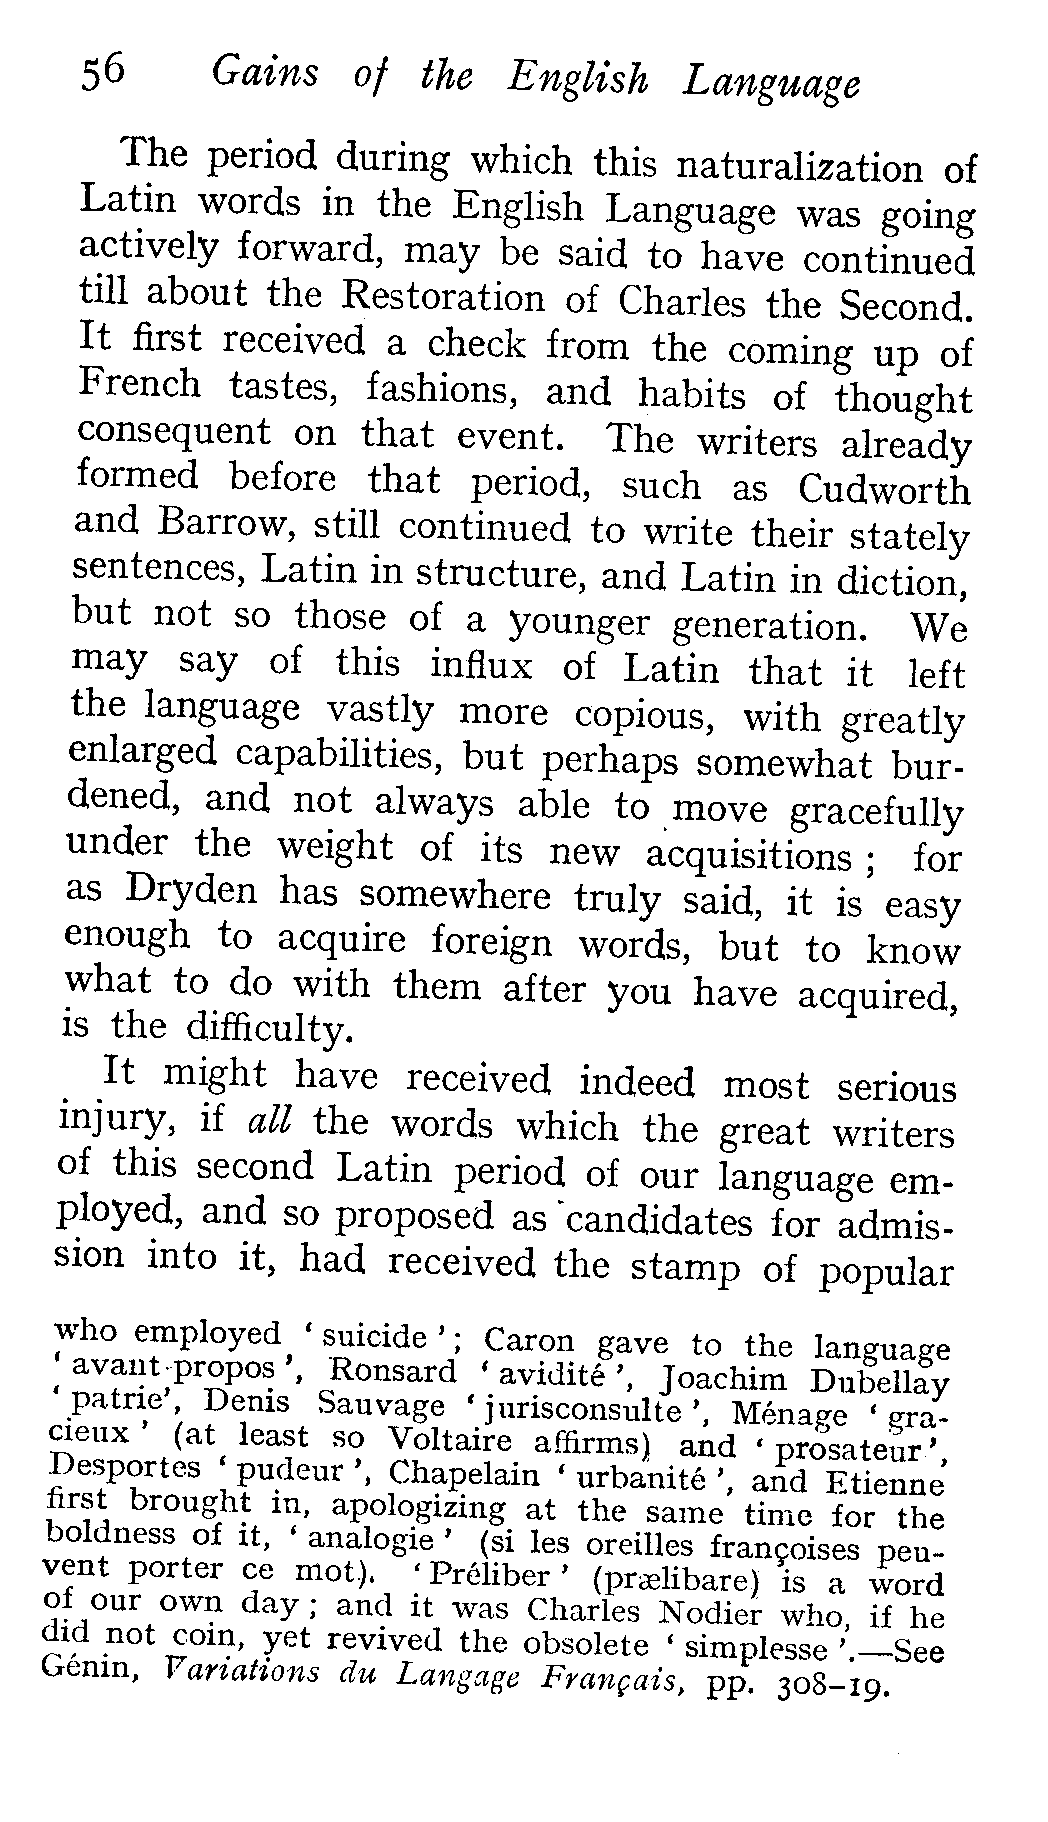 56 Gains of the English Language
The period during which this naturalization of
Latin words in the English Language was going
actively forward, may be said to have continued
till about the Restoration of Charles the Second.
It first received a check from the coming up of
French tastes, fashions, and habits of thought
consequent on that event. The writers already
formed before that period, such as Cudworth
and Barrow, still continued to write their stately
sentences, Latin in structure, and Latin in diction,
but not so those of a younger generation. We
may say of this influx of Latin that it left
the language vastly more copious, with greatly
enlarged capabilities, but perhaps somewhat bur-
dened, and not always able to move gracefully
under the weight of its new acquisitions ; for
as Dryden has somewhere truly said, it is easy
enough to acquire foreign words, but to know
what to do with them after you have acquired,
is the difficulty.
It might have received indeed most serious
injury, if all the words which the great writers
of this second Latin period of our language em-
ployed, and so proposed as candidates for admis-
sion into it, had received the stamp of popular
who employed ‘ suicide ’ ; Caron gave to the language
‘ avant-propos ’, Ronsard ‘ avidité ’, Joachim Dubellay
‘ patrie’, Denis Sauvage ‘ jurisconsulte ’, Ménage ‘ gra-
cieux ’ (at least so Voltaire affirms) and ‘ prosateur ’,
Desportes ‘ pudeur ’, Chapelain ‘ urbanité ’, and Etienne
first brought in, apologizing at the same time for the
boldness of it, ‘ analogie ’ (si les oreilles françoises peu-
vent porter ce mot). ‘ Préliber ’ (prælibare) is a word
of our own day ; and it was Charles Nodier who, if he
did not coin, yet revived the obsolete ‘ simplesse ’.—See
Génin, Variations du Langage Français, pp. 308–19.